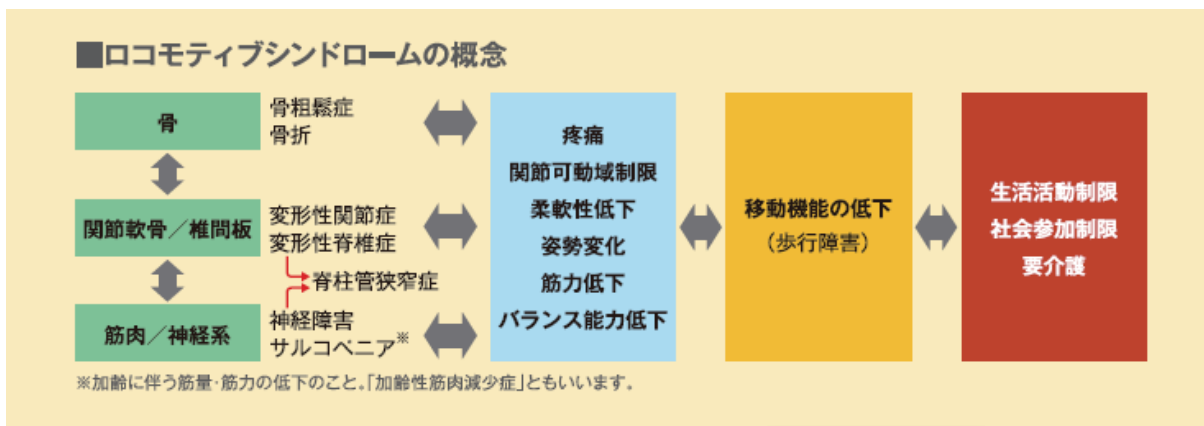 ■ロコモティブシンドロームの概念
骨
骨粗鬆症
骨折
関節軟骨／椎間板
変形性関節症
変形性脊椎症
脊柱管狭窄症
筋肉／神経系
神経障害
サルコペニア※
疼痛
関節可動域制限
柔軟性低下
姿勢変化
筋力低下
バランス能力低下
移動機能の低下
（歩行障害）
生活活動制限
社会参加制限
要介護
※加齢に伴う筋量・筋力の低下のこと。「加齢性筋肉減少症」ともいいます。